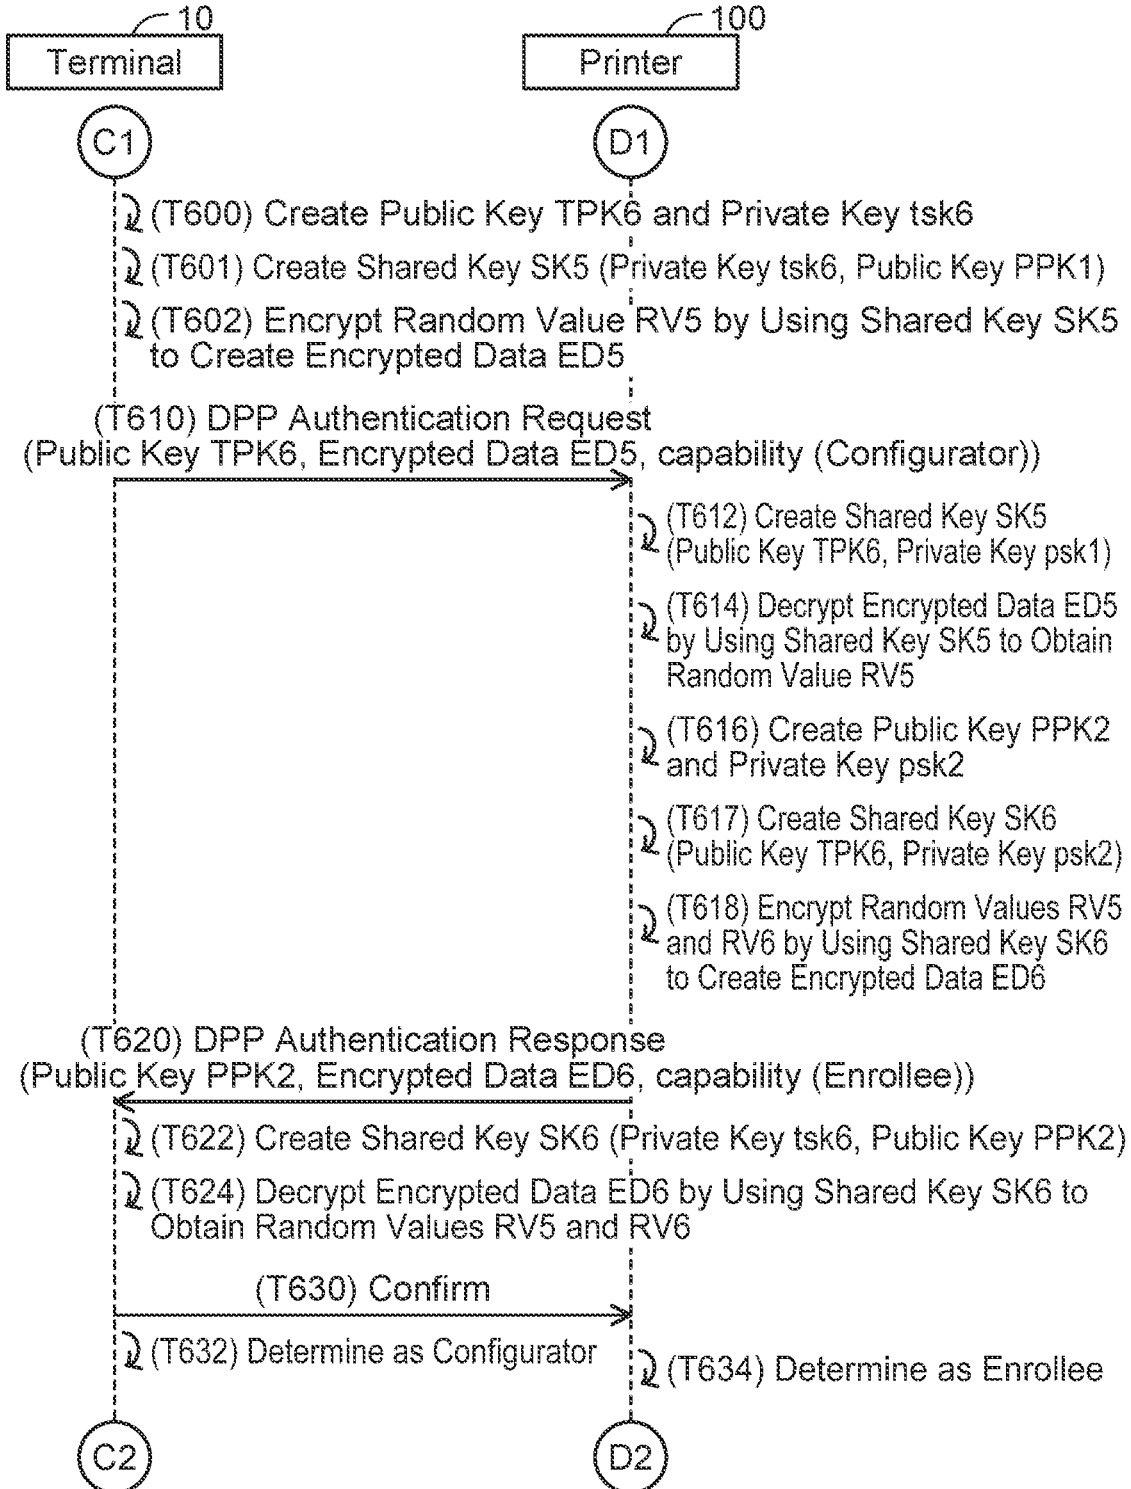 10
100
Terminal
Printer
C1
D1
(T600) Create Public Key TPK6 and Private Key tsk6
(T601) Create Shared Key SK5 (Private Key tsk6, Public Key PPK1)
(T602) Encrypt Random Value RV5 by Using Shared Key SK5
to Create Encrypted Data ED5
(T610) DPP Authentication Request
(Public Key TPK6, Encrypted Data ED5, capability (Configurator))
(T612) Create Shared Key SK5
(Public Key TPK6, Private Key psk1)
(T614) Decrypt Encrypted Data ED5
by Using Shared Key SK5 to Obtain
Random Value RV5
(T616) Create Public Key PPK2
and Private Key psk2
(T617) Create Shared Key SK6
(Public Key TPK6, Private Key psk2)
(T618) Encrypt Random Values RV5
and RV6 by Using Shared Key SK6
to Create Encrypted Data ED6
(T620) DPP Authentication Response
(Public Key PPK2, Encrypted Data ED6, capability (Enrollee))
(T622) Create Shared Key SK6 (Private Key tsk6, Public Key PPK2)
(T624) Decrypt Encrypted Data ED6 by Using Shared Key SK6 to
Obtain Random Values RV5 and RV6
(T630) Confirm
(T632) Determine as Configurator
(T634) Determine as Enrollee
C2
D2